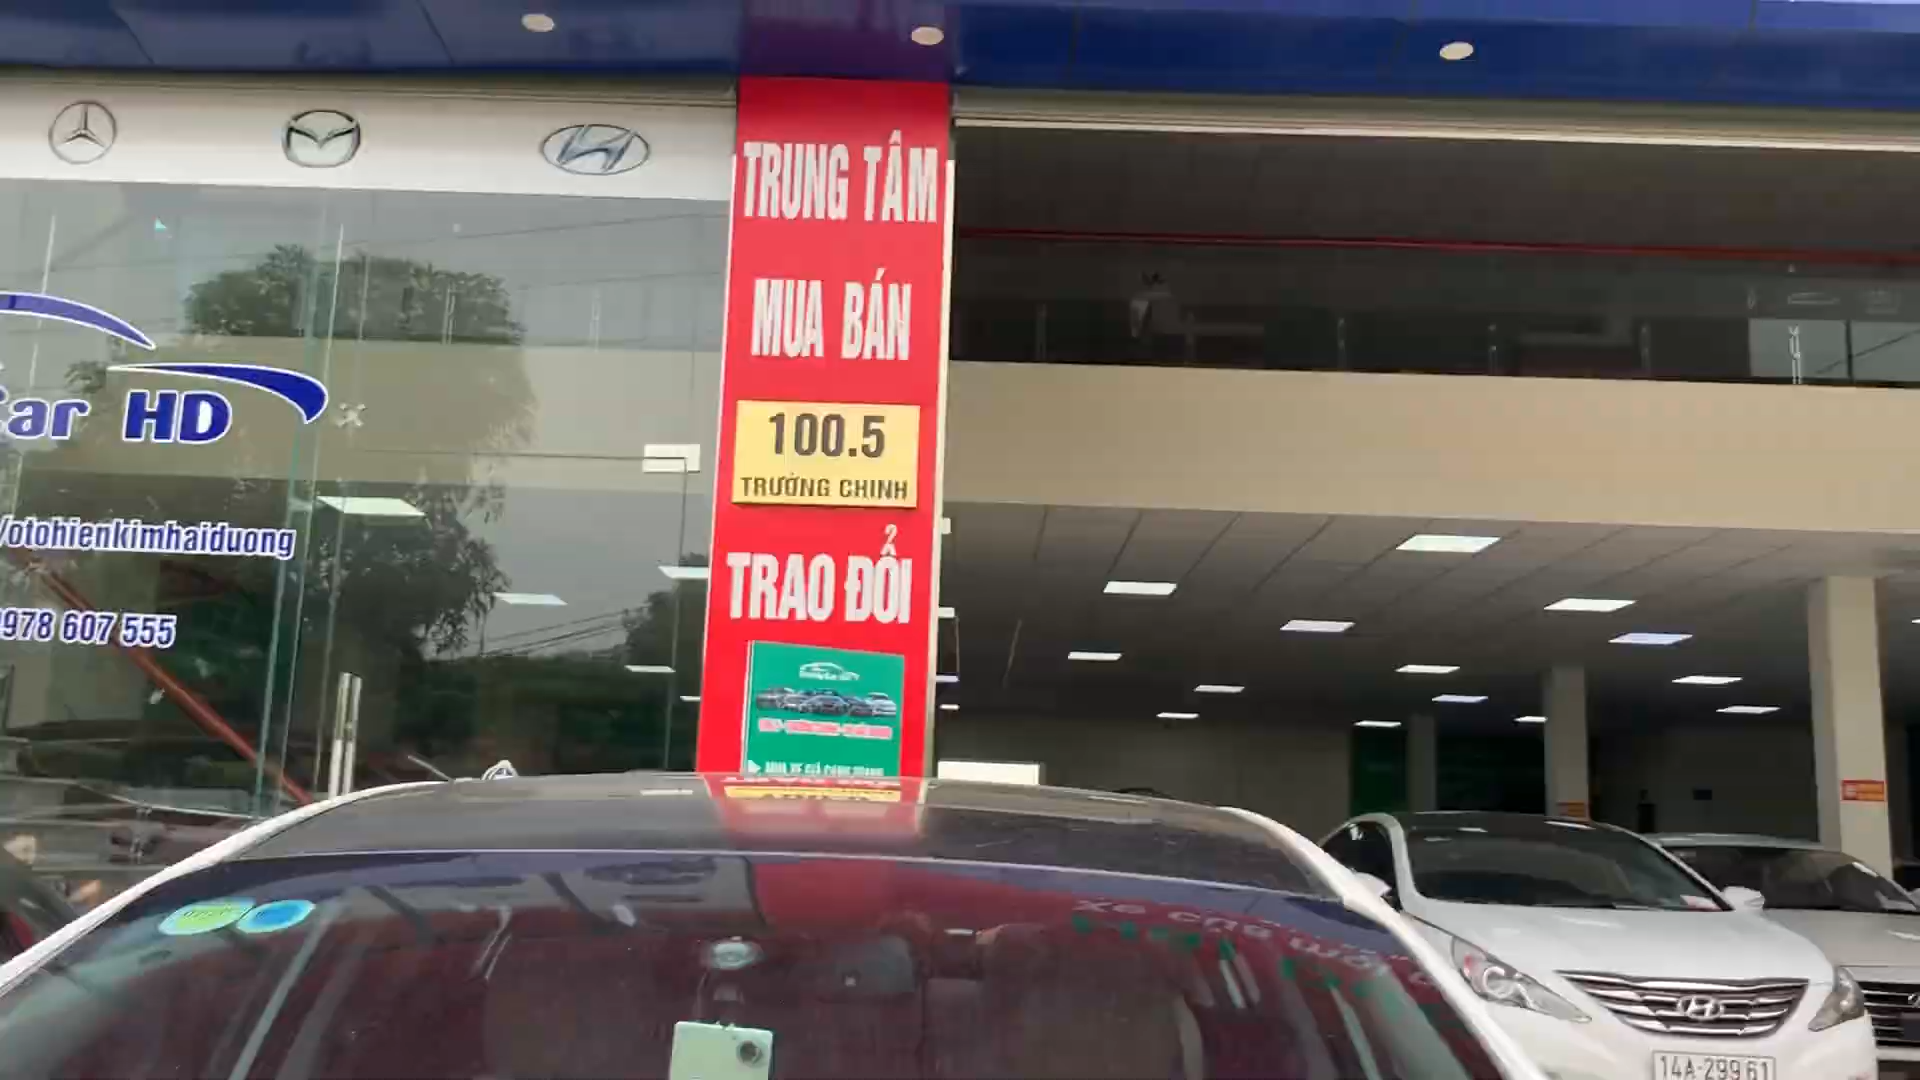 TRUNG TÂM
MUA BÁN
100.5
TRƯỜNG CHINH
TRAO ĐỔI
Car HD
/otohienkimhaiduong
978 607 555
14A-299.61